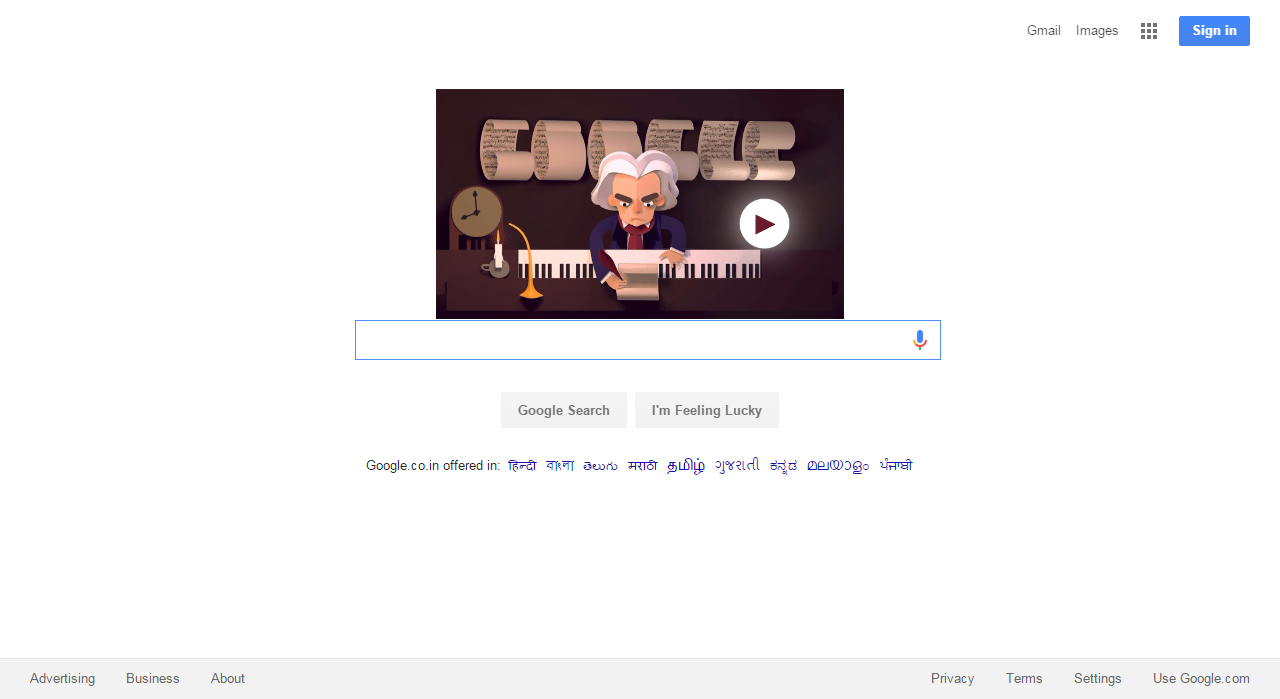 Gmail Images Sign in
GOOGLE
Google Search I'm Feeling Lucky
Google.co.in offered in: हिन्दी বাংলা తెలుగు मराठी தமிழ் ગુજરાતી ಕನ್ನಡ മലയാളം ਪੰਜਾਬੀ
Advertising Business About Privacy Terms Settings Use Google.com